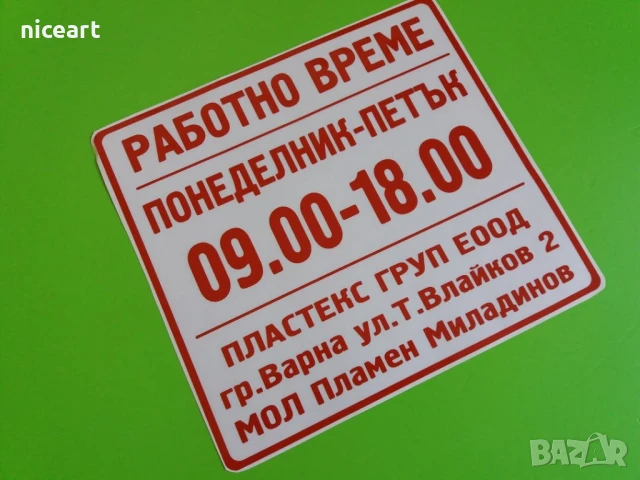 niceart
РАБОТНО ВРЕМЕ
ПОНЕДЕЛНИК-ПЕТЪК
09.00-18.00
ПЛАСТЕКС ГРУП ЕООД
гр.Варна ул.Т.Влайков 2
МОЛ Пламен Миладинов
BAZAR